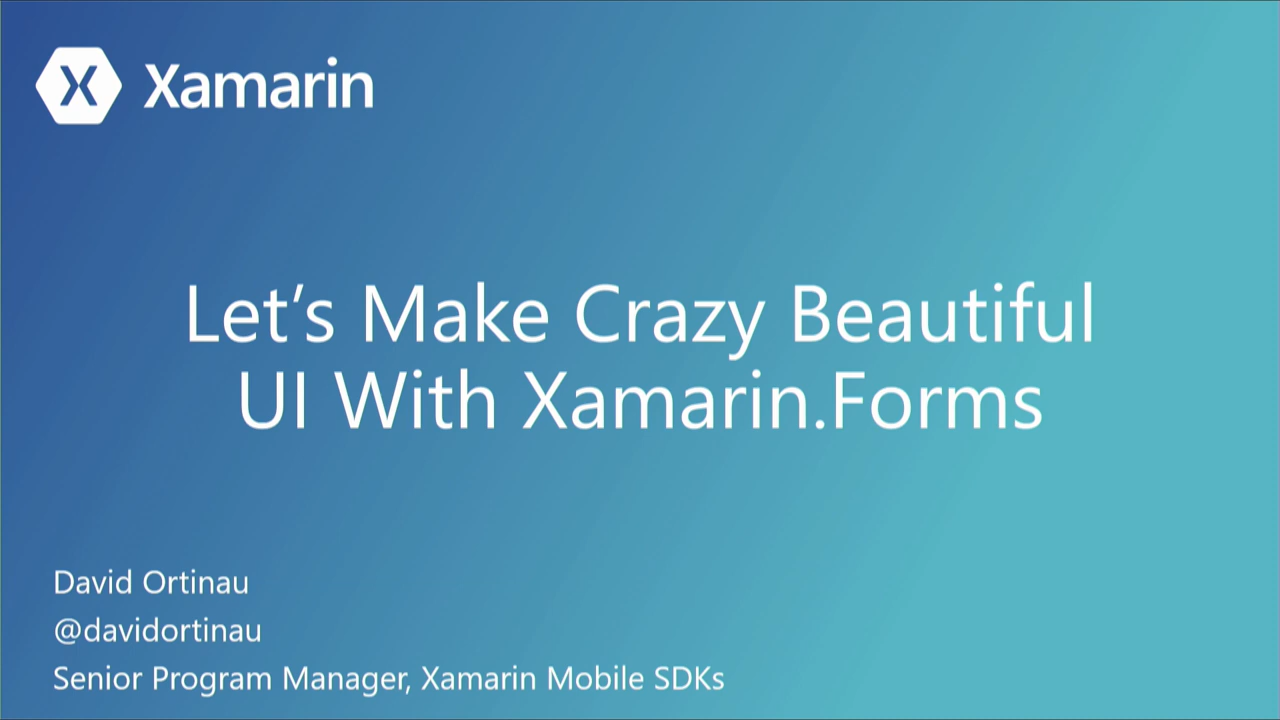 X Xamarin
Let’s Make Crazy Beautiful
UI With Xamarin.Forms
David Ortinau
@davidortinau
Senior Program Manager, Xamarin Mobile SDKs